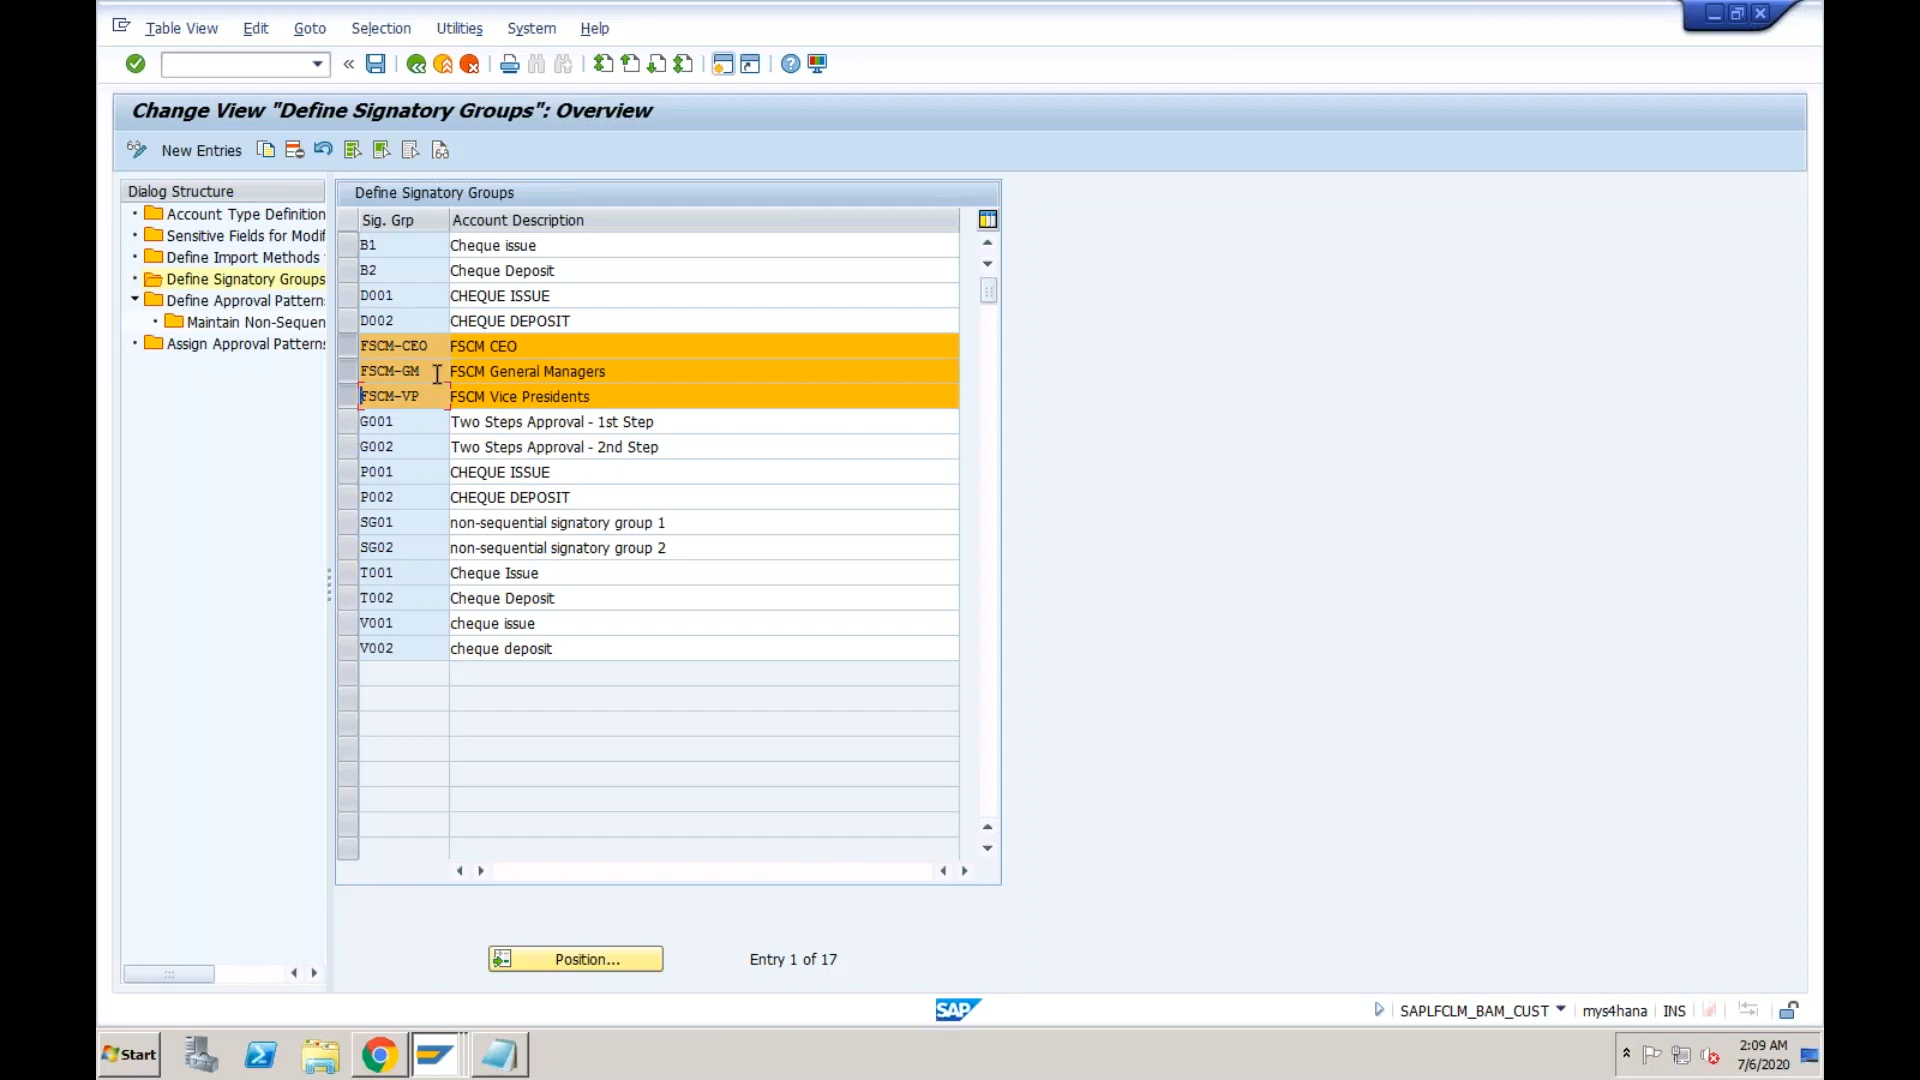 Table View Edit Goto Selection Utilities System Help
Change View "Define Signatory Groups": Overview
New Entries
Dialog Structure
Account Type Definition
Sensitive Fields for Modif
Define Import Methods
Define Signatory Groups
Define Approval Pattern
Maintain Non-Sequen
Assign Approval Patterns
Define Signatory Groups
Sig. Grp Account Description
B1 Cheque issue
B2 Cheque Deposit
D001 CHEQUE ISSUE
D002 CHEQUE DEPOSIT
FSCM-CEO FSCM CEO
FSCM-GM FSCM General Managers
FSCM-VP FSCM Vice Presidents
G001 Two Steps Approval - 1st Step
G002 Two Steps Approval - 2nd Step
P001 CHEQUE ISSUE
P002 CHEQUE DEPOSIT
SG01 non-sequential signatory group 1
SG02 non-sequential signatory group 2
T001 Cheque Issue
T002 Cheque Deposit
V001 cheque issue
V002 cheque deposit
Position... Entry 1 of 17
SAP SAPLFCLM_BAM_CUST mys4hana INS
Start
2:09 AM
7/6/2020